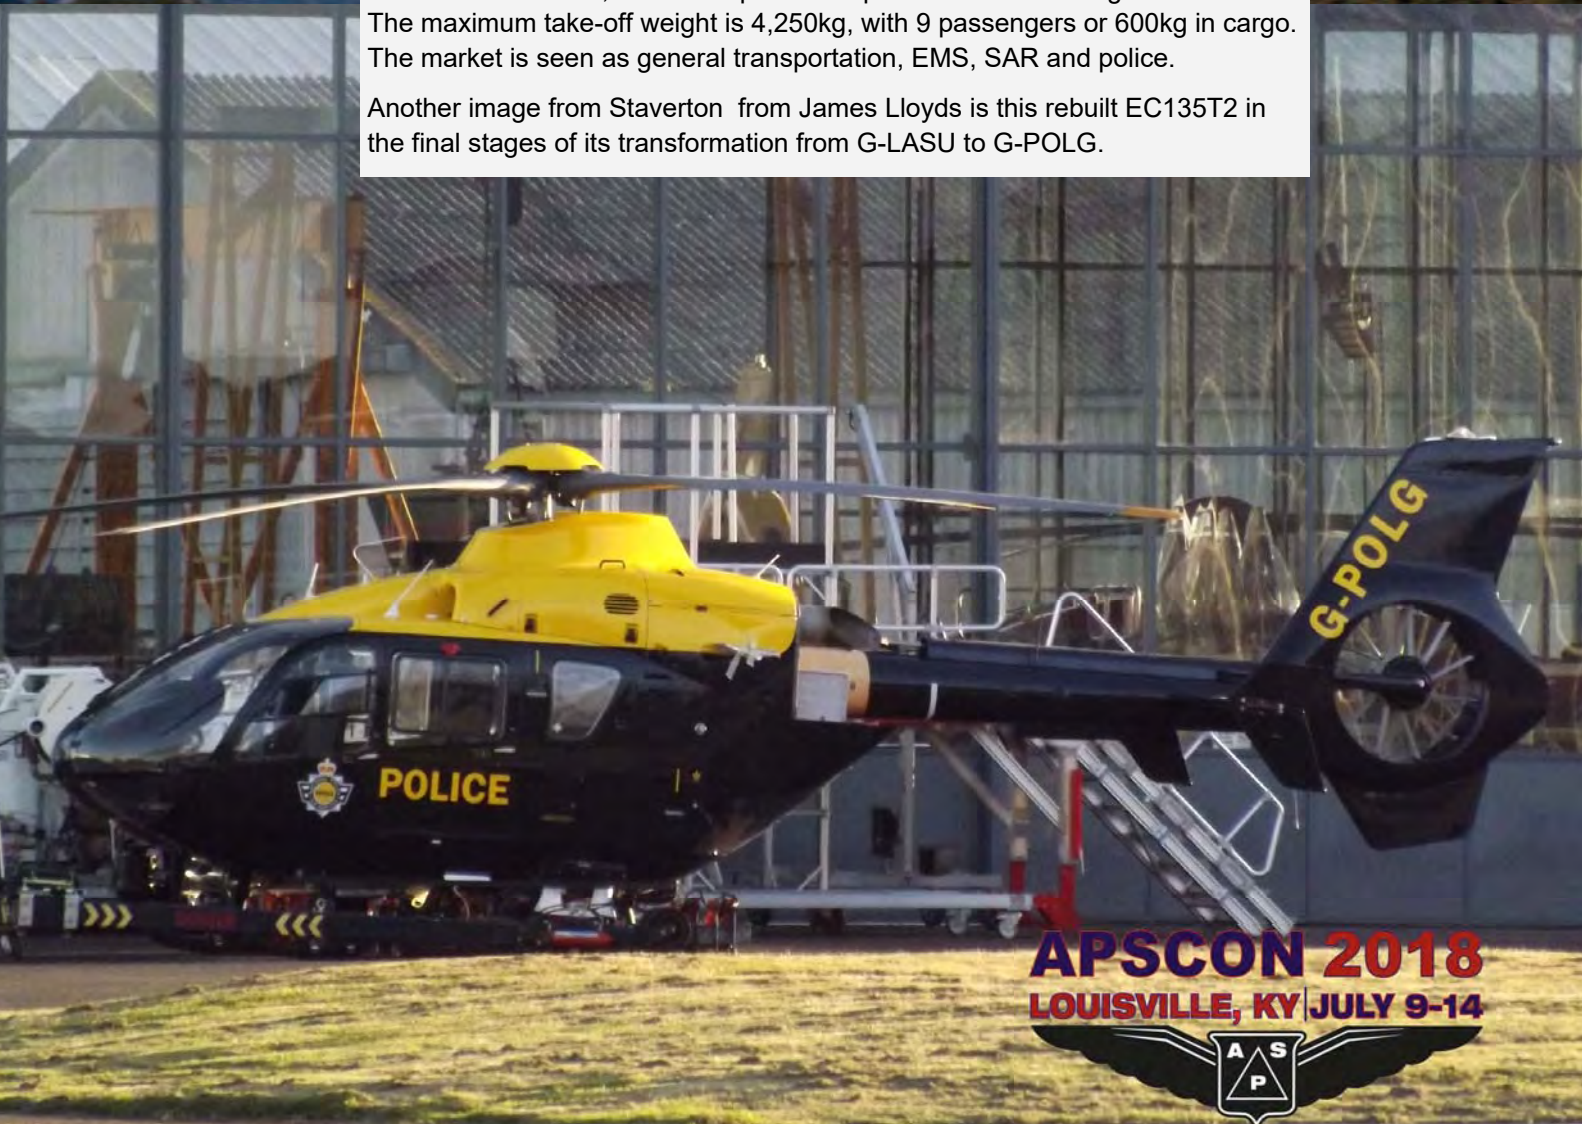 The maximum take-off weight is 4,250kg, with 9 passengers or 600kg in cargo.
The market is seen as general transportation, EMS, SAR and police.
Another image from Staverton from James Lloyds is this rebuilt EC135T2 in
the final stages of its transformation from G-LASU to G-POLG.
G-POLG
POLICE
APSCON 2018
LOUISVILLE, KY JULY 9-14
A S
P